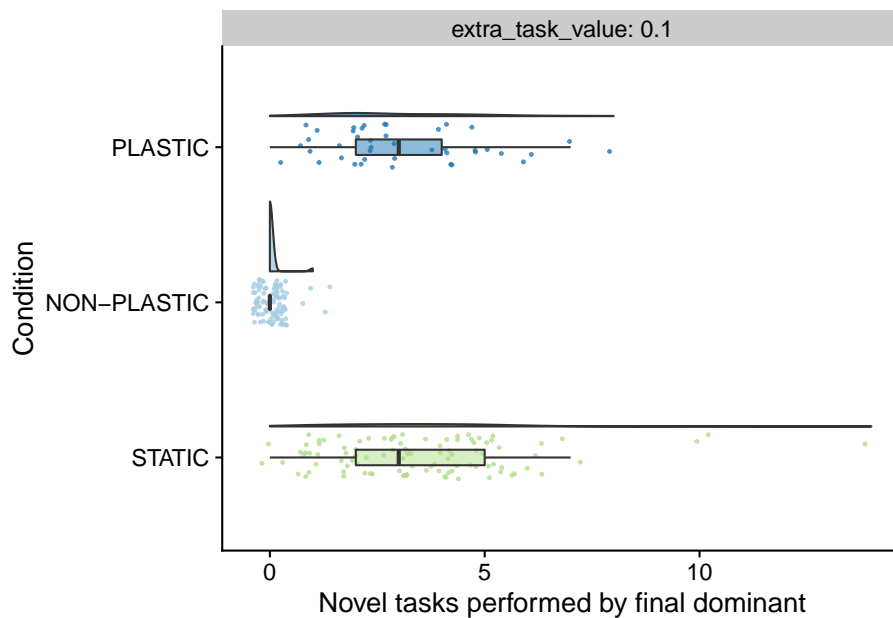 extra_task_value: 0.1
PLASTIC
NON−PLASTIC
STATIC
Condition
0
5
10
Novel tasks performed by final dominant